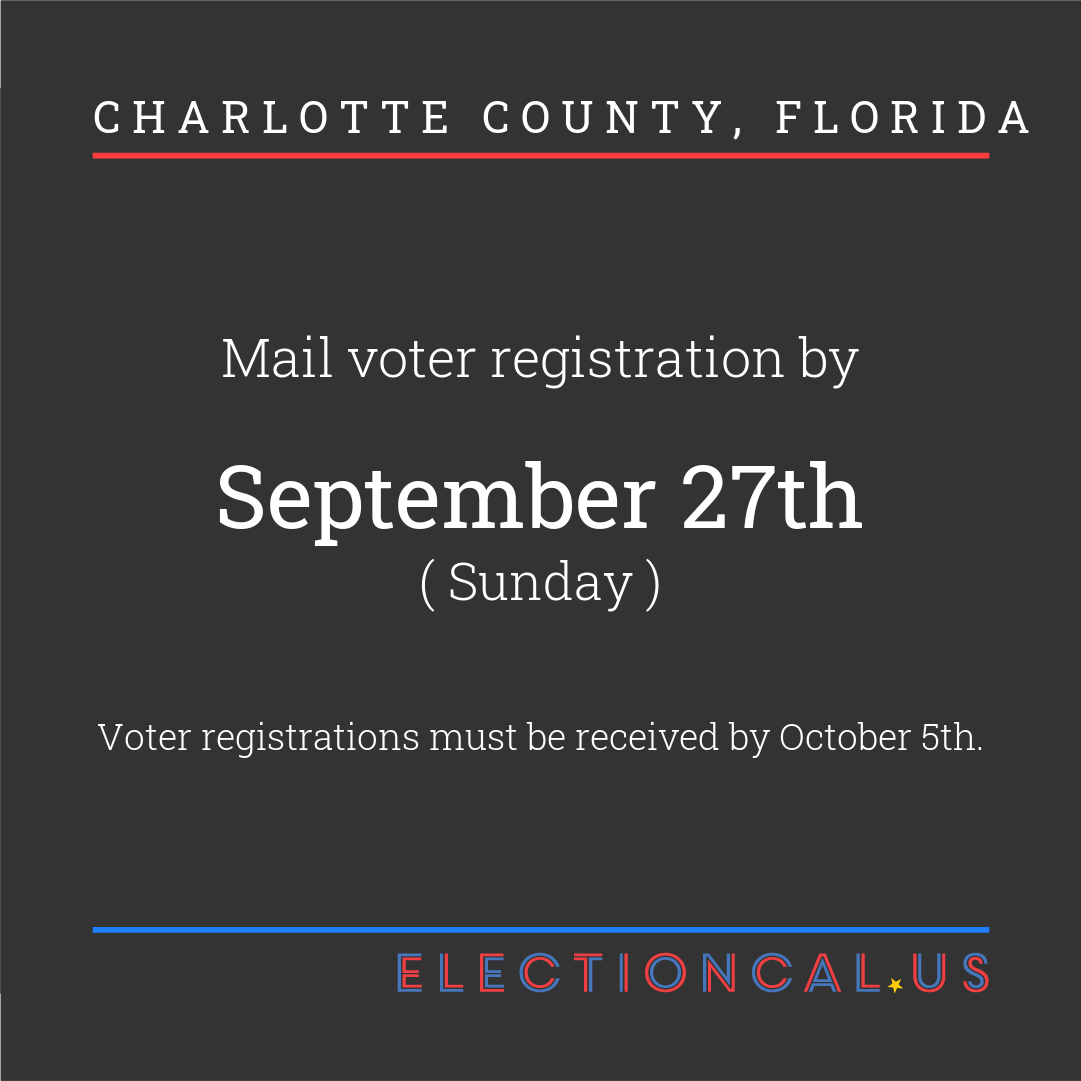 CHARLOTTE COUNTY, FLORIDA
Mail voter registration by
September 27th
( Sunday )
Voter registrations must be received by October 5th.
ELECTIONCAL.US